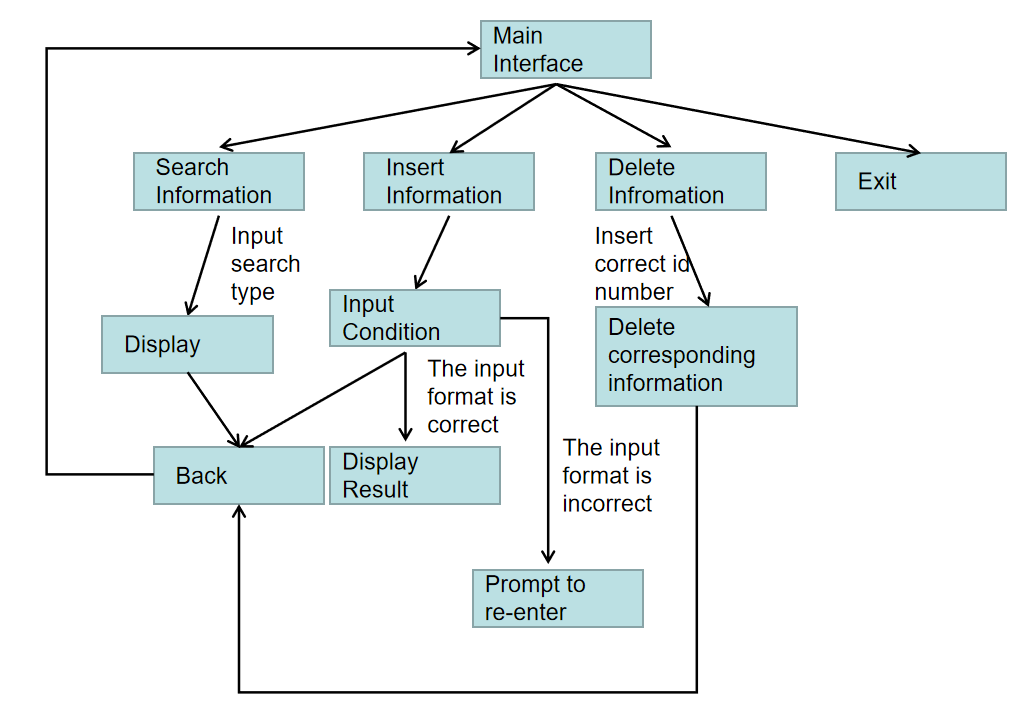 Main
Interface
Search
Information
Insert
Information
Delete
Infromation
Exit
Input
search
type
Insert
correct id
number
Input
Condition
Display
Delete
corresponding
information
The input
format is
correct
Back
Display
Result
The input
format is
incorrect
Prompt to
re-enter